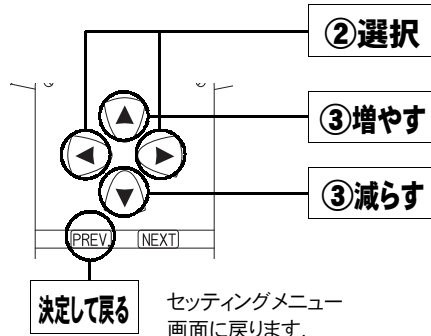 ②選択
③増やす
③減らす
PREV.
NEXT
決定して戻る
セッティングメニュー
画面に戻ります.